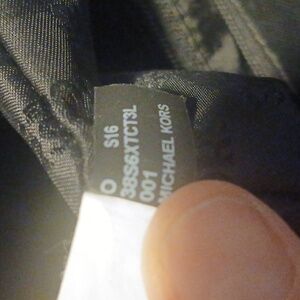 O S16
38S6XTCT3L
001
MICHAEL KORS